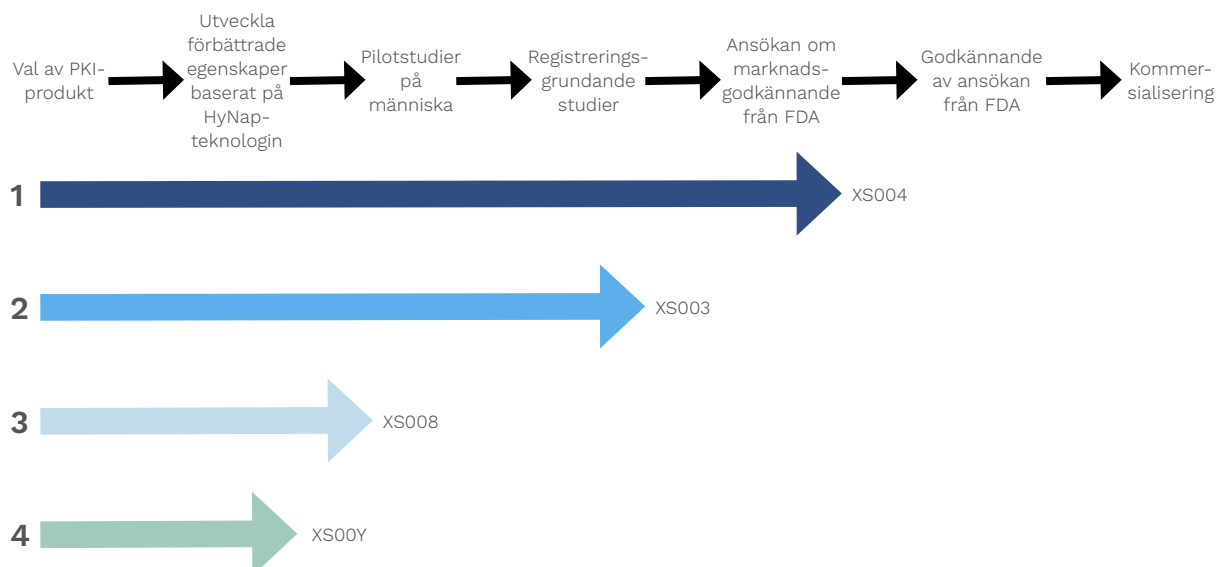 Val av PKI-
produkt
Utveckla
förbättrade
egenskaper
baserat på
HyNap-
teknologin
Pilotstudier
på
människa
Registrerings-
grundande
studier
Ansökan om
marknads-
godkännande
från FDA
Godkännande
av ansökan
från FDA
Kommer-
sialisering
1
XS004
2
XS003
3
XS008
4
XS00Y